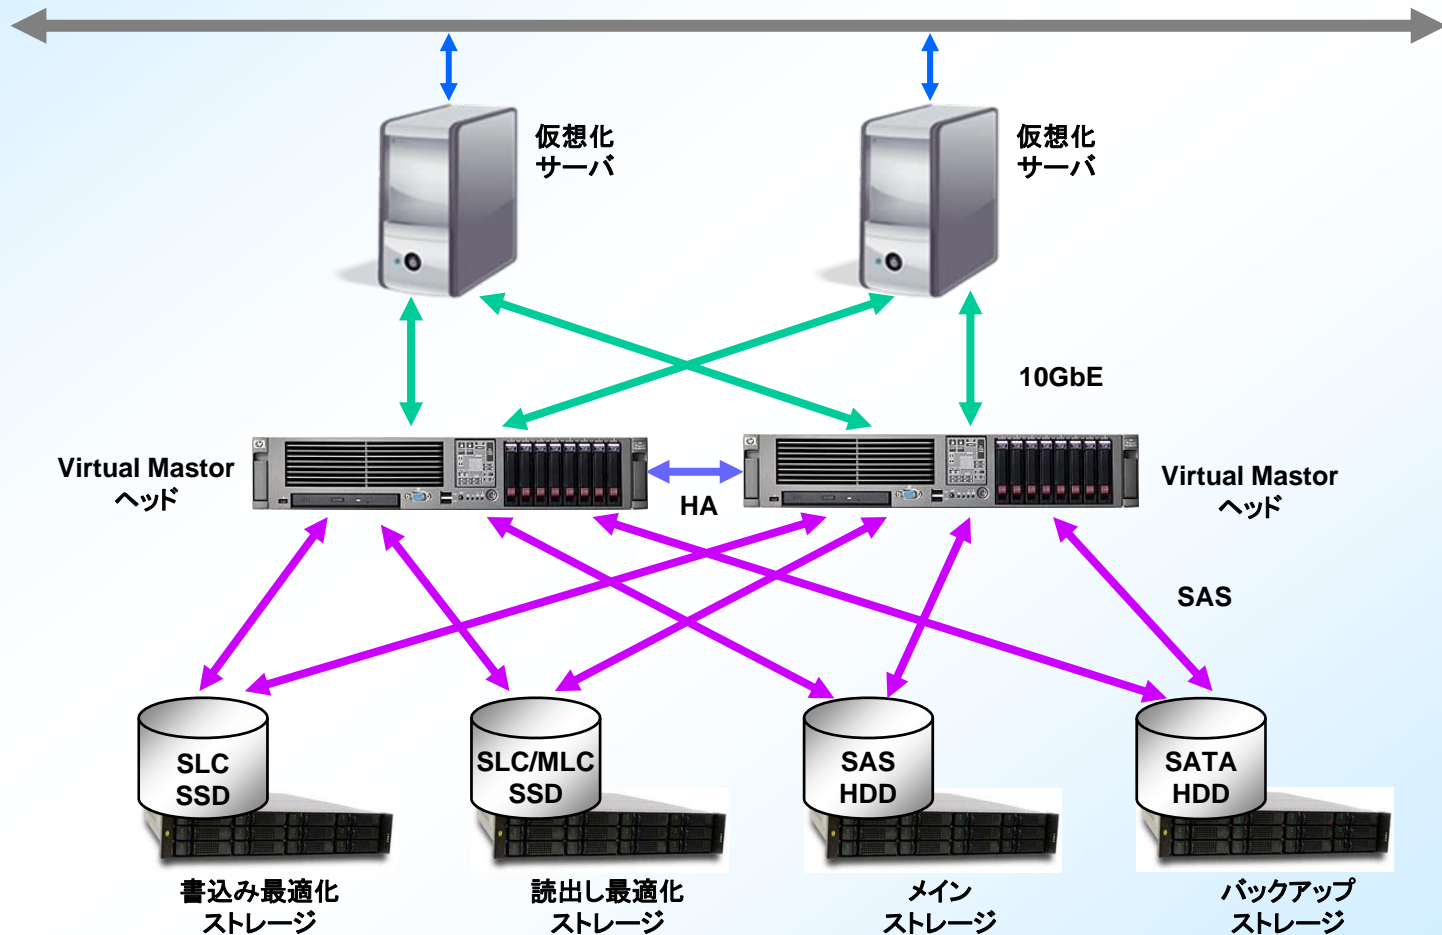 仮想化
サーバ
仮想化
サーバ
10GbE
Virtual Mastor
ヘッド
HA
Virtual Mastor
ヘッド
SAS
SLC
SSD
SLC/MLC
SSD
SAS
HDD
SATA
HDD
書込み最適化
ストレージ
読出し最適化
ストレージ
メイン
ストレージ
バックアップ
ストレージ